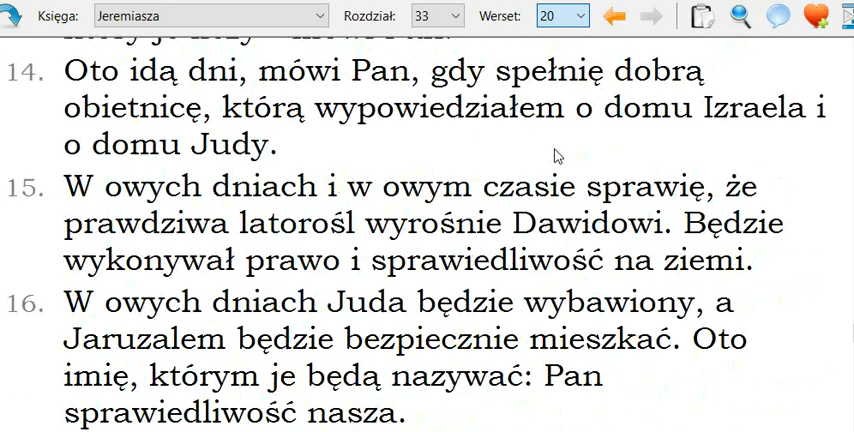 Księga: Jeremiasza Rozdział: 33 Werset: 20
14. Oto idą dni, mówi Pan, gdy spełnię dobrą
obietnicę, którą wypowiedziałem o domu Izraela i
o domu Judy.
15. W owych dniach i w owym czasie sprawię, że
prawdziwa latorośl wyrośnie Dawidowi. Będzie
wykonywał prawo i sprawiedliwość na ziemi.
16. W owych dniach Juda będzie wybawiony, a
Jaruzalem będzie bezpiecznie mieszkać. Oto
imię, którym je będą nazywać: Pan
sprawiedliwość nasza.